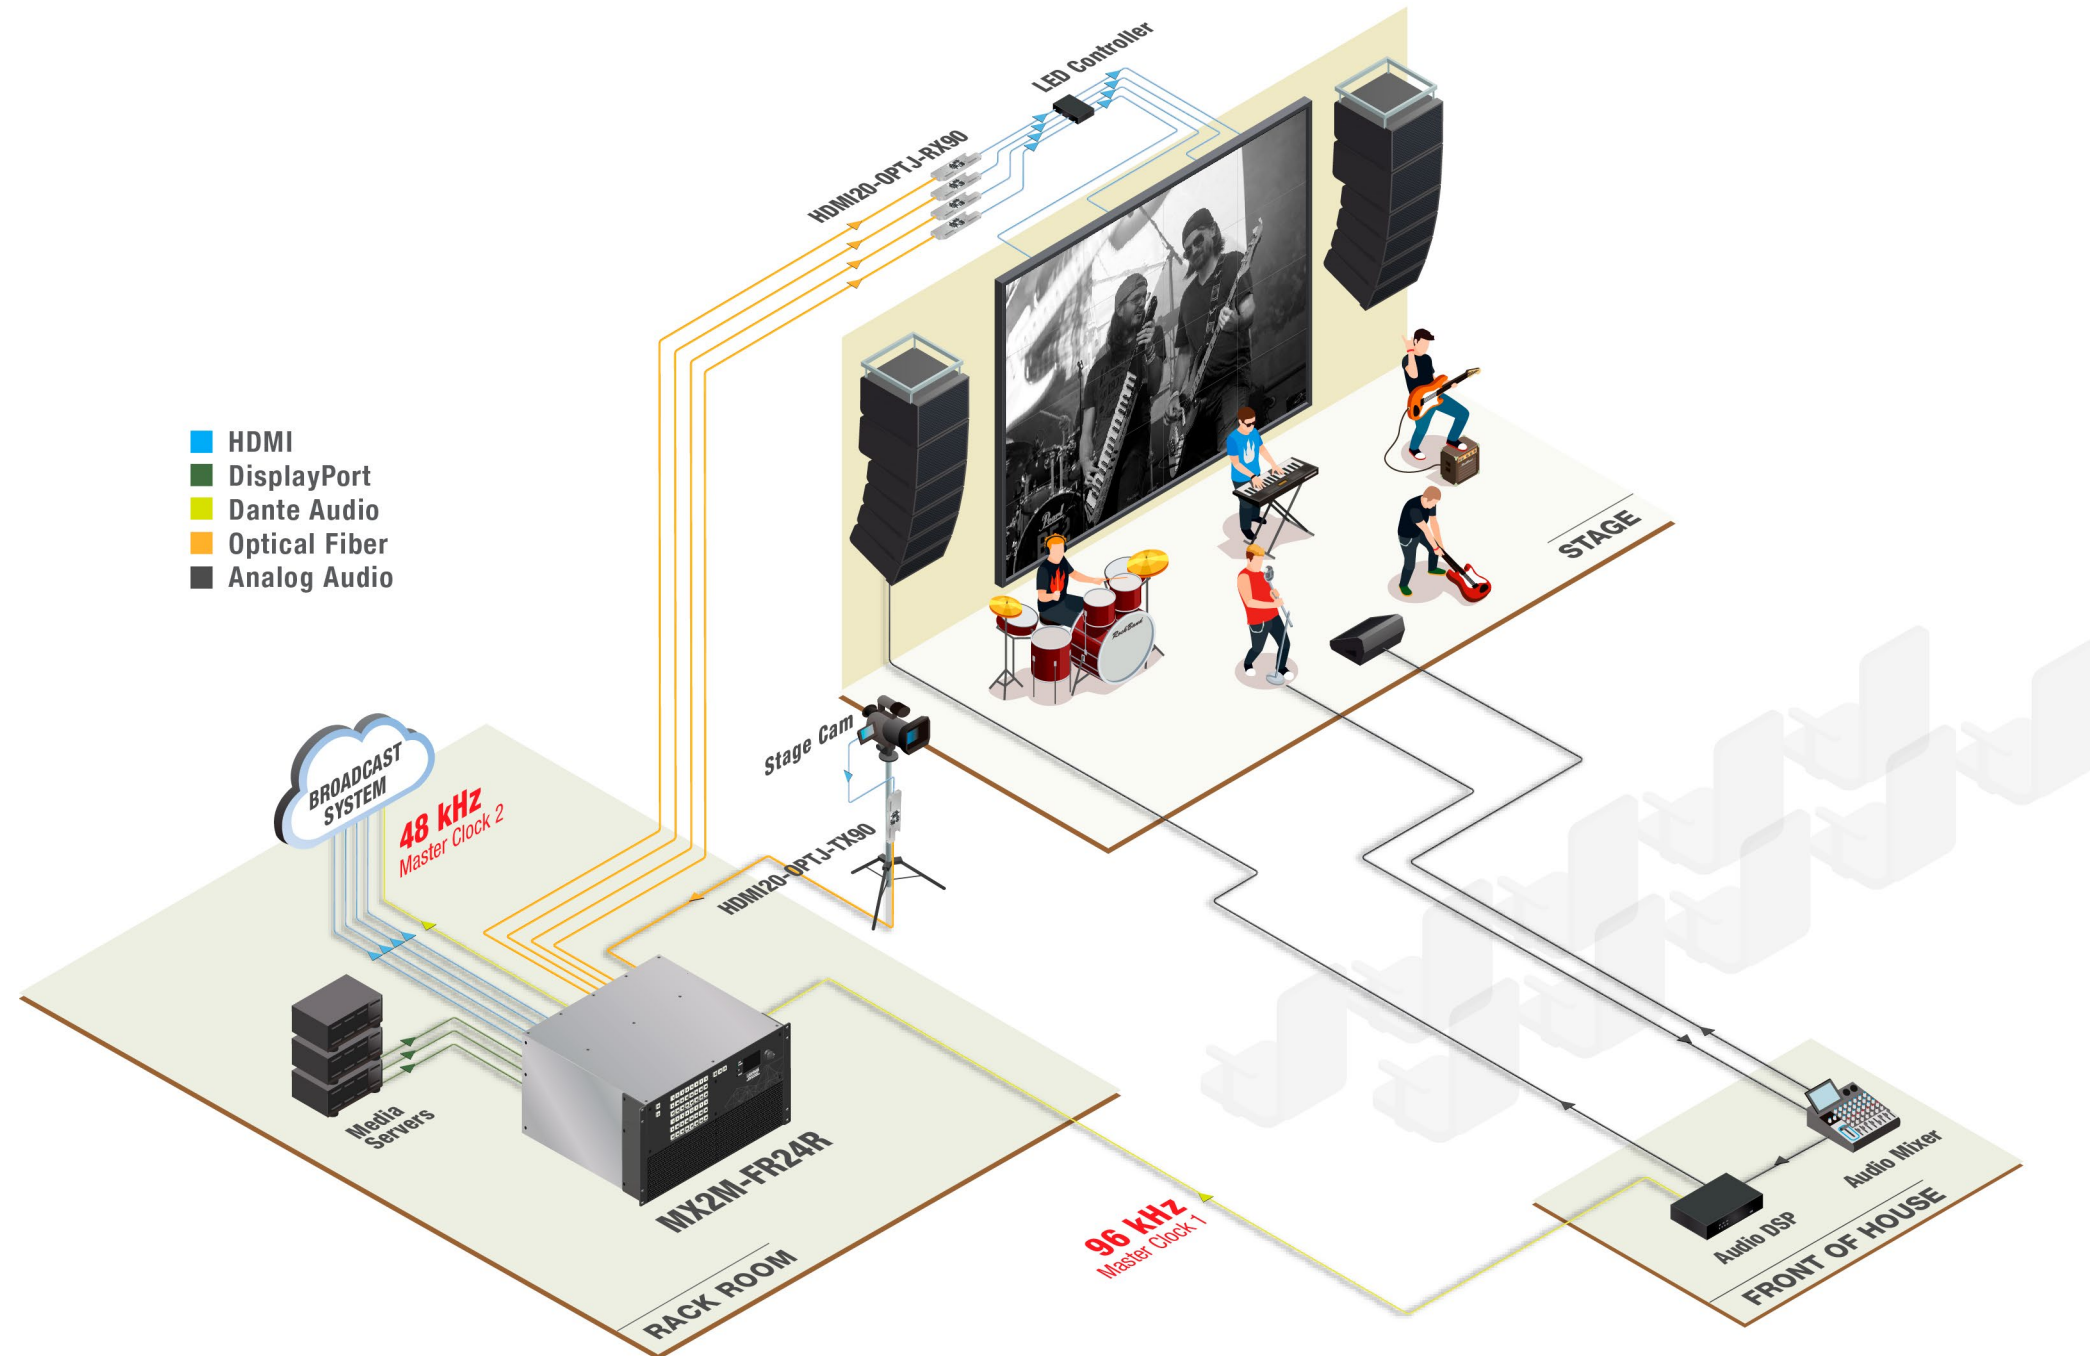 LED Controller
HDMI20-OPTJ-RX90
HDMI
DisplayPort
Dante Audio
Optical Fiber
Analog Audio
STAGE
Pearl
RockBand
Stage Cam
HDMI20-OPTJ-TX90
BROADCAST
SYSTEM
48 kHz
Master Clock 2
Media
Servers
MX2M-FR24R
RACK ROOM
96 kHz
Master Clock 1
Audio Mixer
Audio DSP
FRONT OF HOUSE